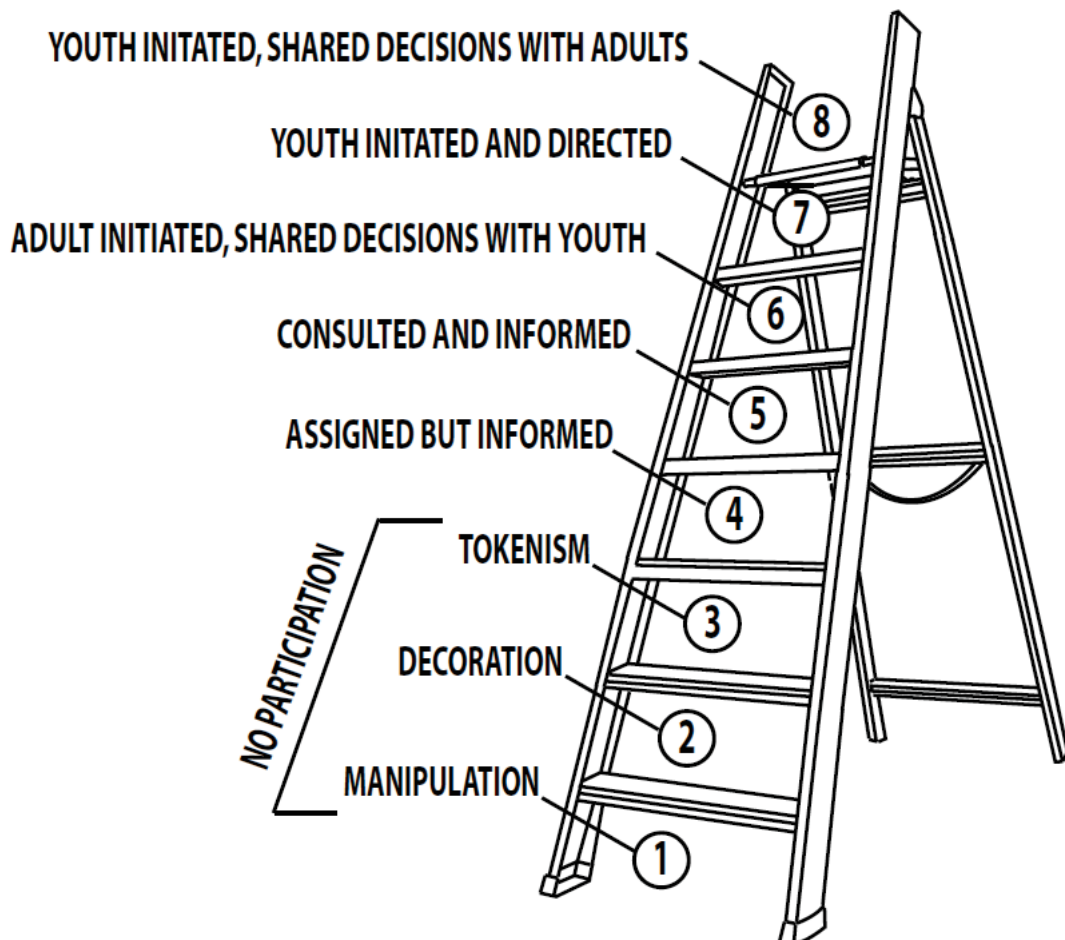 YOUTH INITATED, SHARED DECISIONS WITH ADULTS
8
YOUTH INITATED AND DIRECTED
7
ADULT INITIATED, SHARED DECISIONS WITH YOUTH
6
CONSULTED AND INFORMED
5
ASSIGNED BUT INFORMED
4
TOKENISM
3
DECORATION
2
MANIPULATION
1
NO PARTICIPATION